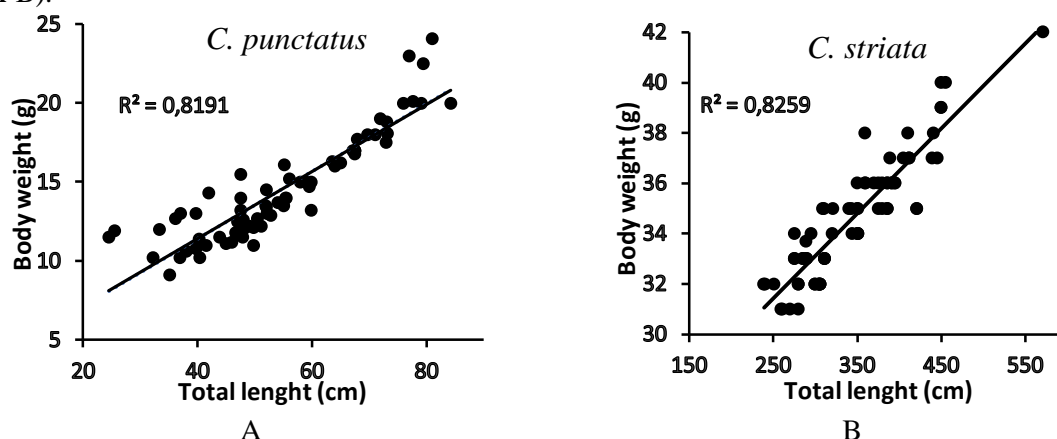 C. punctatus
R² = 0,8191
Body weight (g)
25
20
15
10
5
20
40
60
80
Total lenght (cm)
A
C. striata
R² = 0,8259
Body weight (g)
42
40
38
36
34
32
30
150
250
350
450
550
Total lenght (cm)
B